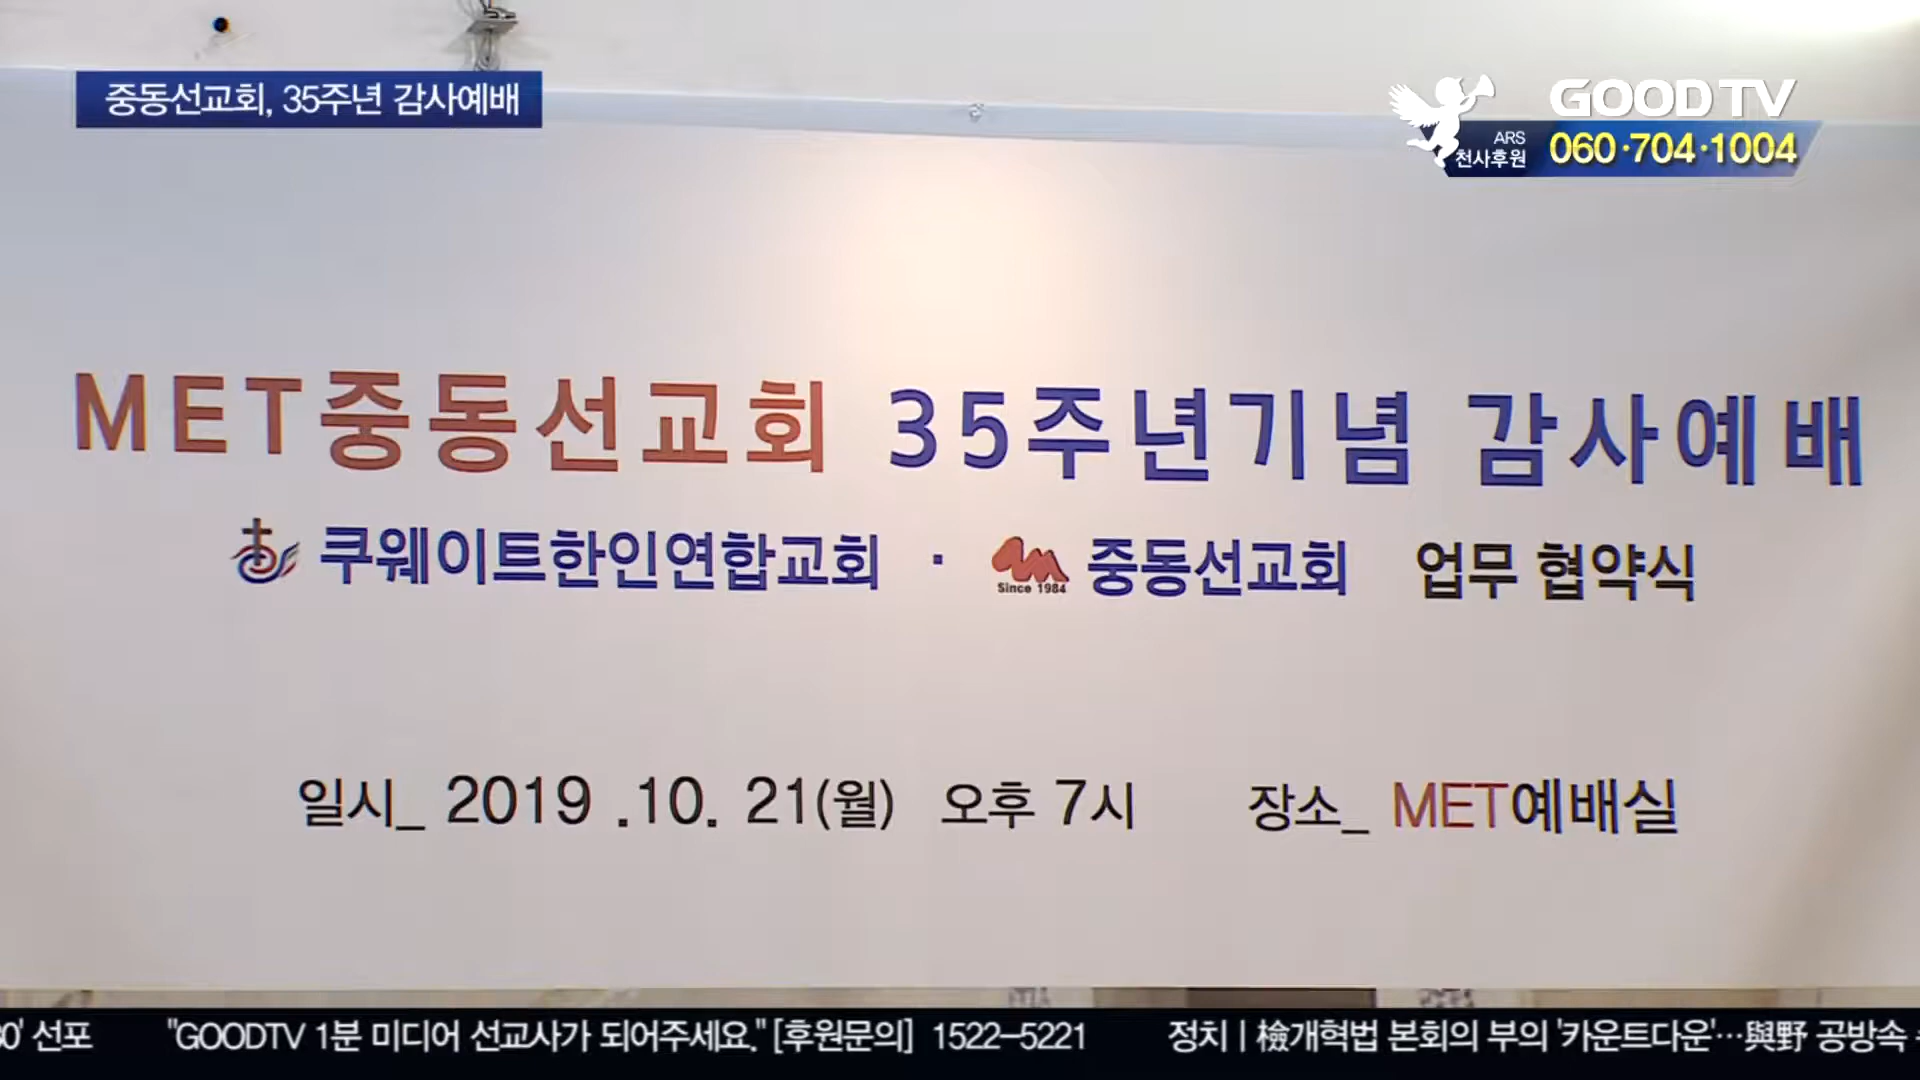 중동선교회, 35주년 감사예배
GOODTV
ARS
천사후원
060·704·1004
MET중동선교회 35주년기념 감사예배
쿠웨이트한인연합교회 · 중동선교회 업무 협약식
Since 1984
일시_ 2019 .10. 21(월) 오후 7시 장소_ MET예배실
0' 선포 "GOODTV 1분 미디어 선교사가 되어주세요." [후원문의] 1522-5221 정치 | 檢개혁법 본회의 부의 '카운트다운'…與野 공방속